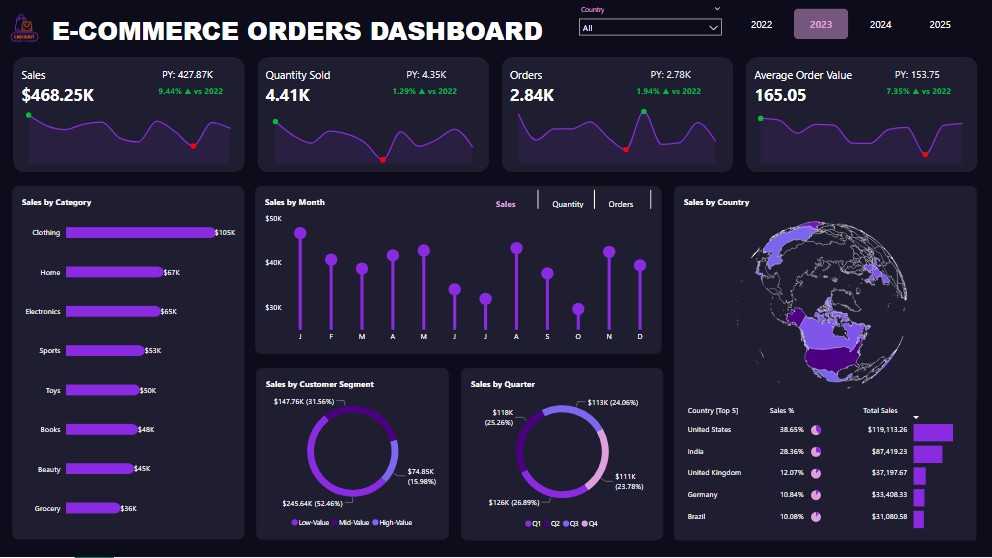 E-COMMERCE ORDERS DASHBOARD
Country
All
2022
2023
2024
2025
Sales
PY: 427.87K
$468.25K
9.44% ▲ vs 2022
Quantity Sold
PY: 4.35K
4.41K
1.29% ▲ vs 2022
Orders
PY: 2.78K
2.84K
1.94% ▲ vs 2022
Average Order Value
PY: 153.75
165.05
7.35% ▲ vs 2022
Sales by Category
Clothing $105K
Home $67K
Electronics $65K
Sports $53K
Toys $50K
Books $48K
Beauty $45K
Grocery $36K
Sales by Month
Sales
Quantity
Orders
$50K
$40K
$30K
J F M A M J J A S O N D
Sales by Customer Segment
$147.76K (31.56%)
$74.85K
(15.98%)
$245.64K (52.46%)
Low-Value Mid-Value High-Value
Sales by Quarter
$113K (24.06%)
$118K
(25.26%)
$111K
(23.78%)
$126K (26.89%)
Q1 Q2 Q3 Q4
Sales by Country
Country [Top 5] Sales % Total Sales
United States 38.65% $119,113.26
India 28.36% $87,419.23
United Kingdom 12.07% $37,197.67
Germany 10.84% $33,408.33
Brazil 10.08% $31,080.58